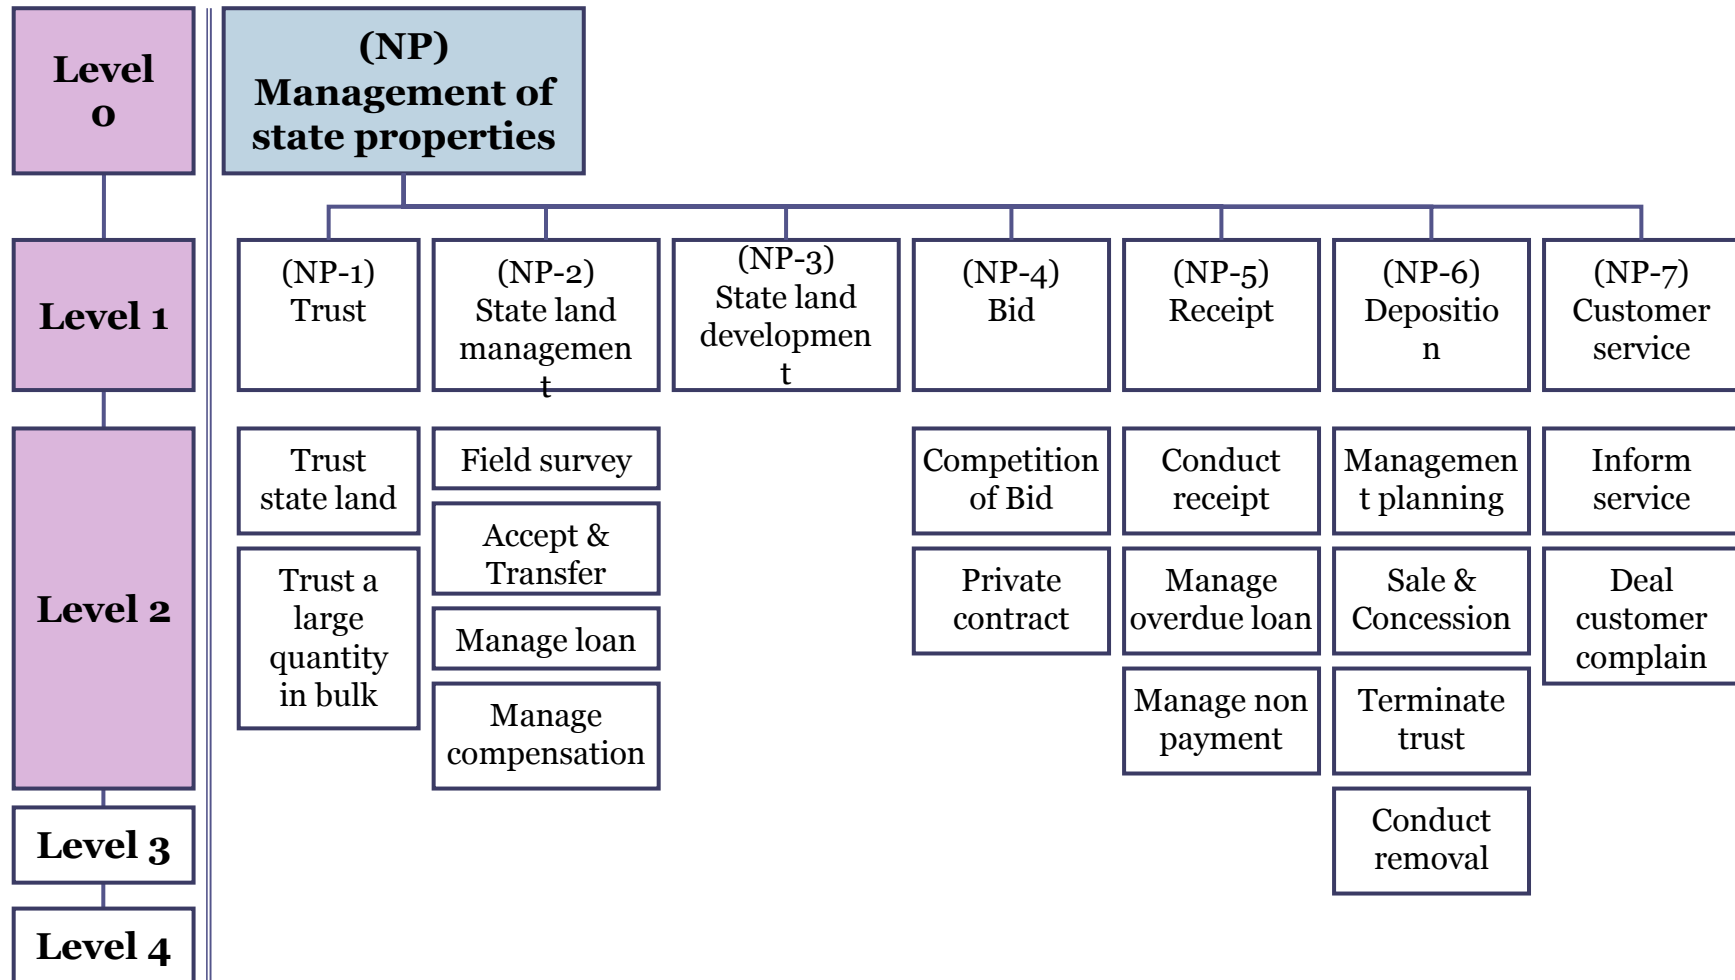 Level
0
(NP)
Management of
state properties
Level 1
(NP-1)
Trust
(NP-2)
State land
managemen
t
(NP-3)
State land
developmen
t
(NP-4)
Bid
(NP-5)
Receipt
(NP-6)
Depositio
n
(NP-7)
Customer
service
Level 2
Trust
state land
Trust a
large
quantity
in bulk
Field survey
Accept &
Transfer
Manage loan
Manage
compensation
Competition
of Bid
Private
contract
Conduct
receipt
Manage
overdue loan
Manage non
payment
Managemen
t planning
Sale &
Concession
Terminate
trust
Conduct
removal
Inform
service
Deal
customer
complain
Level 3
Level 4